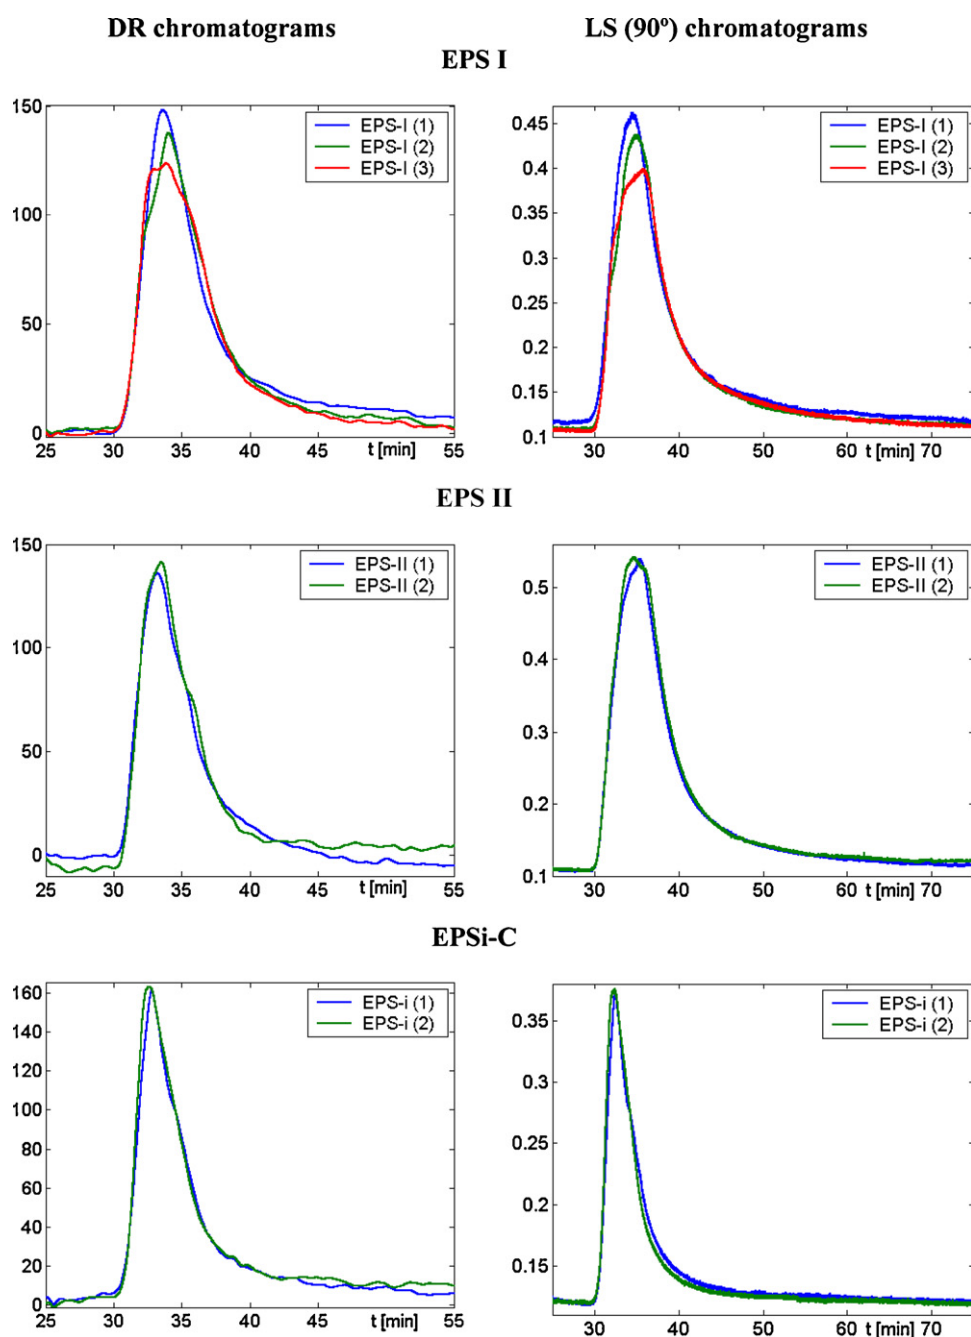 DR chromatograms LS (90º) chromatograms
EPS I
150
100
50
0
25 30 35 40 45 t [min] 55
EPS-I (1)
EPS-I (2)
EPS-I (3)
0.45
0.4
0.35
0.3
0.25
0.2
0.15
0.1
30 40 50 60 t [min] 70
EPS-I (1)
EPS-I (2)
EPS-I (3)
EPS II
150
100
50
0
25 30 35 40 45 t [min] 55
EPS-II (1)
EPS-II (2)
0.5
0.4
0.3
0.2
0.1
30 40 50 60 t [min] 70
EPS-II (1)
EPS-II (2)
EPSi-C
160
140
120
100
80
60
40
20
0
25 30 35 40 45 t [min] 55
EPS-i (1)
EPS-i (2)
0.35
0.3
0.25
0.2
0.15
30 40 50 60 t [min] 70
EPS-i (1)
EPS-i (2)